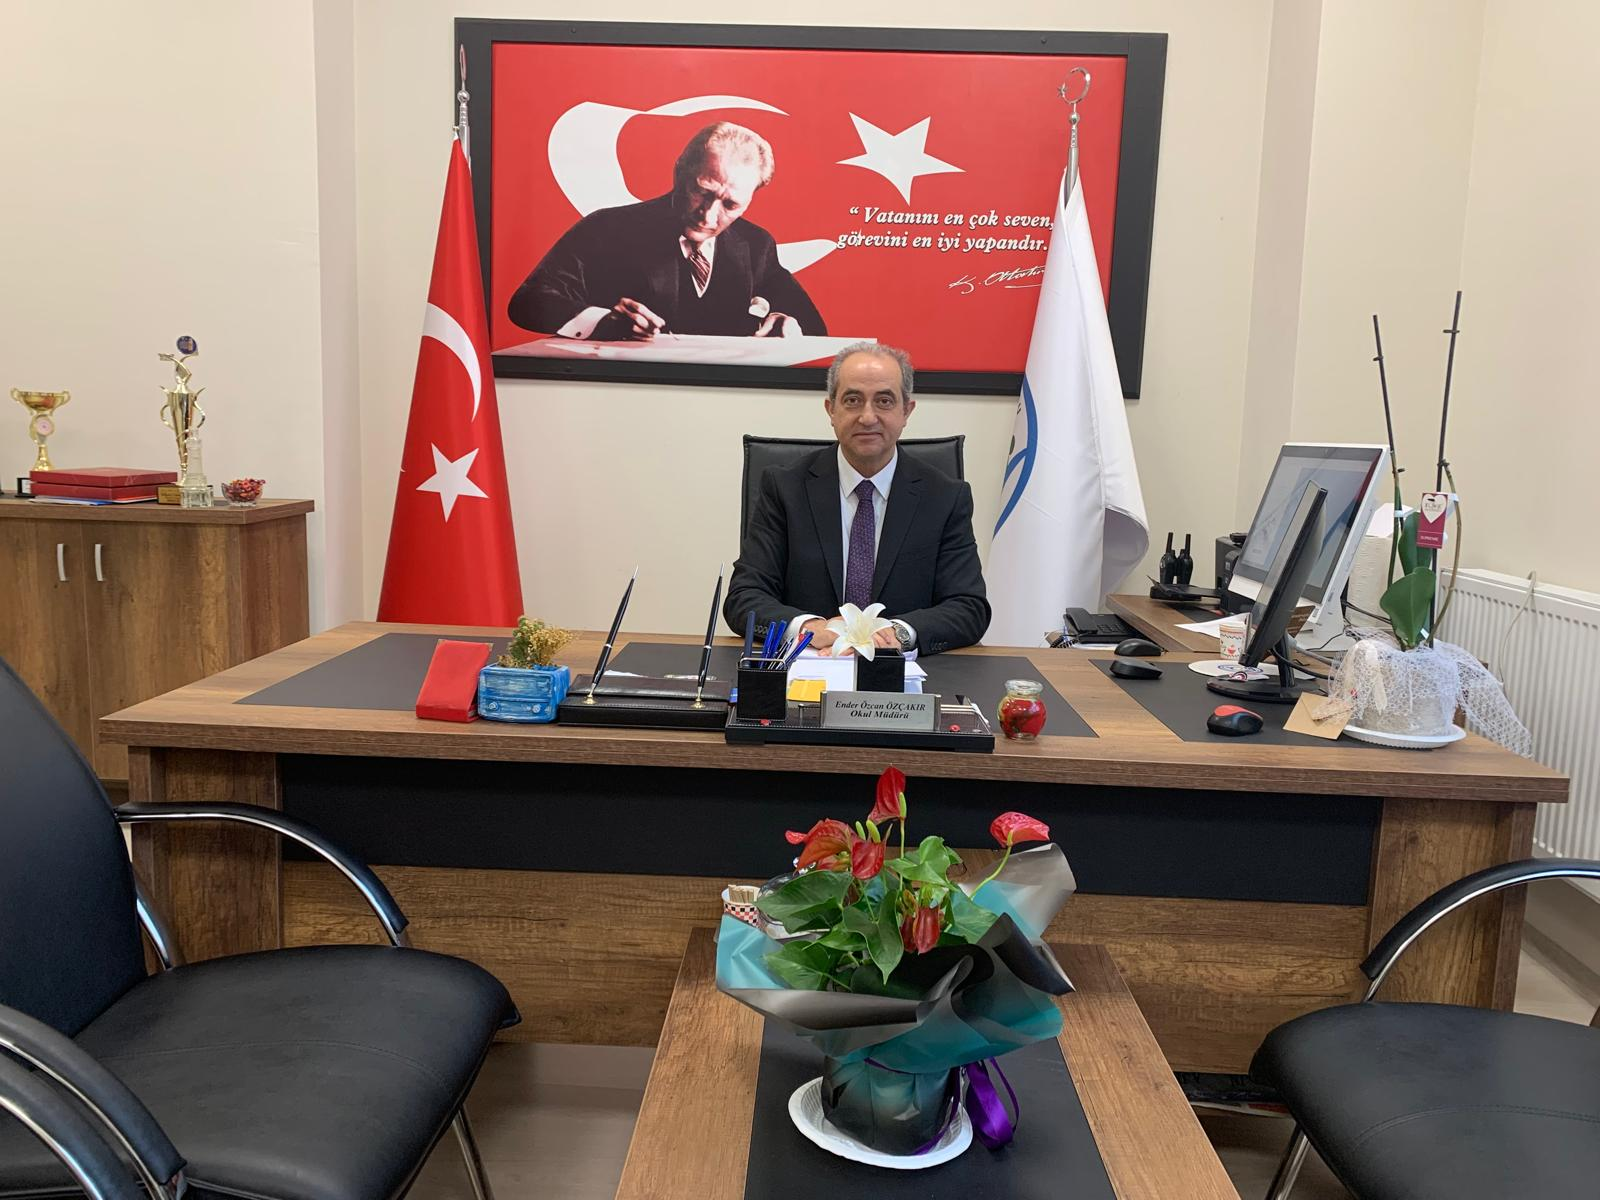 “ Vatanını en çok seven,
görevini en iyi yapandır.
Ender Özcan ÖZÇAKIR
Okul Müdürü